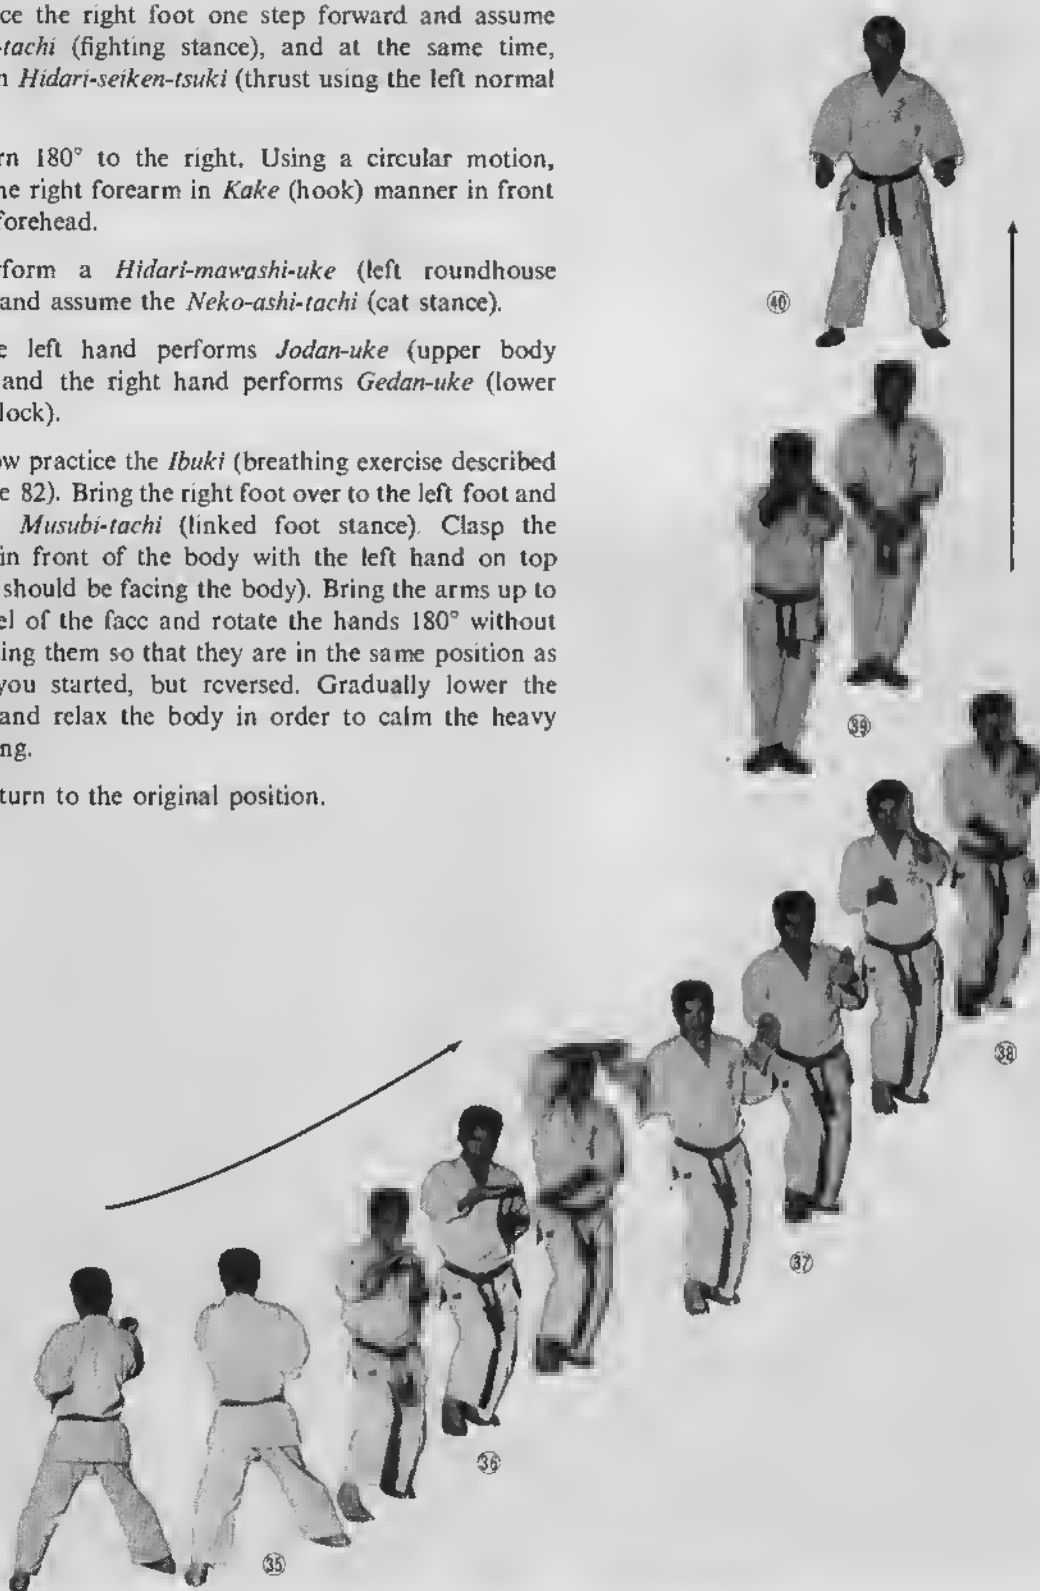 ce the right foot one step forward and assume
-tachi (fighting stance), and at the same time,
n Hidari-seiken-tsuki (thrust using the left normal
rn 180° to the right. Using a circular motion,
he right forearm in Kake (hook) manner in front
forehead.
rform a Hidari-mawashi-uke (left roundhouse
and assume the Neko-ashi-tachi (cat stance).
e left hand performs Jodan-uke (upper body
and the right hand performs Gedan-uke (lower
lock).
ow practice the Ibuki (breathing exercise described
e 82). Bring the right foot over to the left foot and
Musubi-tachi (linked foot stance). Clasp the
in front of the body with the left hand on top
should be facing the body). Bring the arms up to
el of the face and rotate the hands 180° without
ing them so that they are in the same position as
you started, but reversed. Gradually lower the
and relax the body in order to calm the heavy
ng.
turn to the original position.
40
39
38
37
36
35